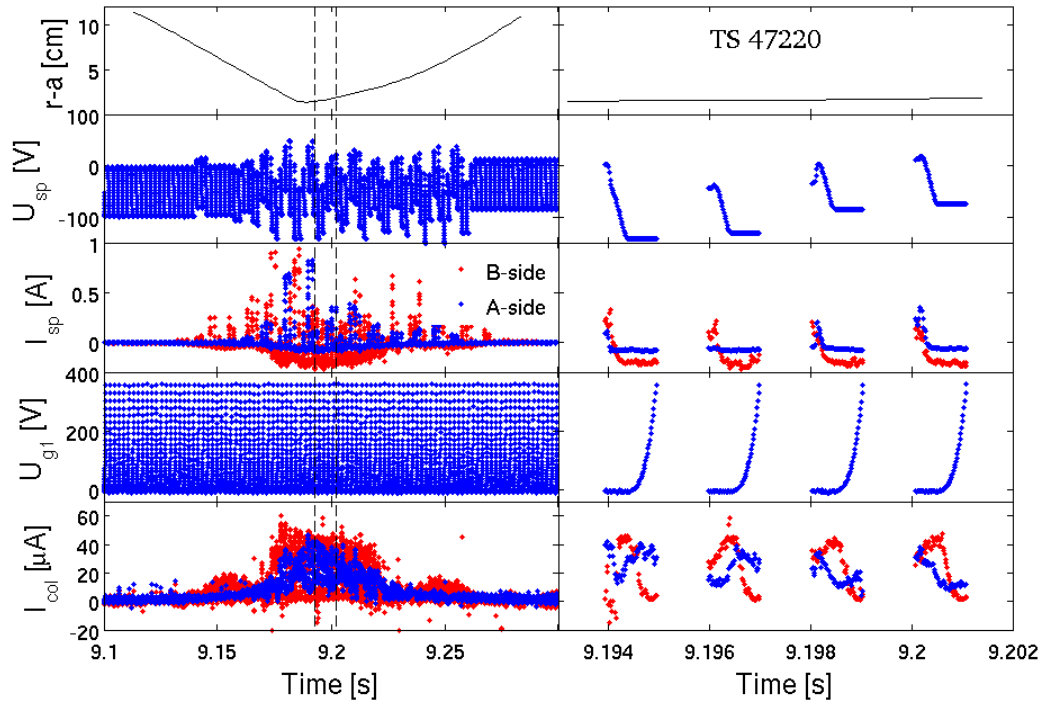 r-a [cm]
10
5
0
TS 47220
U_sp [V]
100
0
-100
I_sp [A]
1
0.5
0
B-side
A-side
U_g1 [V]
400
200
0
I_col [μA]
60
40
20
0
-20
9.1 9.15 9.2 9.25
9.194 9.196 9.198 9.2 9.202
Time [s] Time [s]